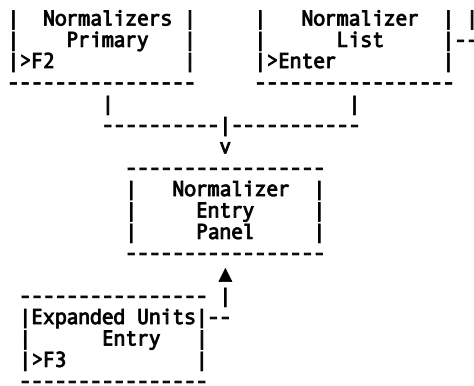 Normalizers
Primary
>F2
Normalizer
List
>Enter
Normalizer
Entry
Panel
Expanded Units
Entry
>F3